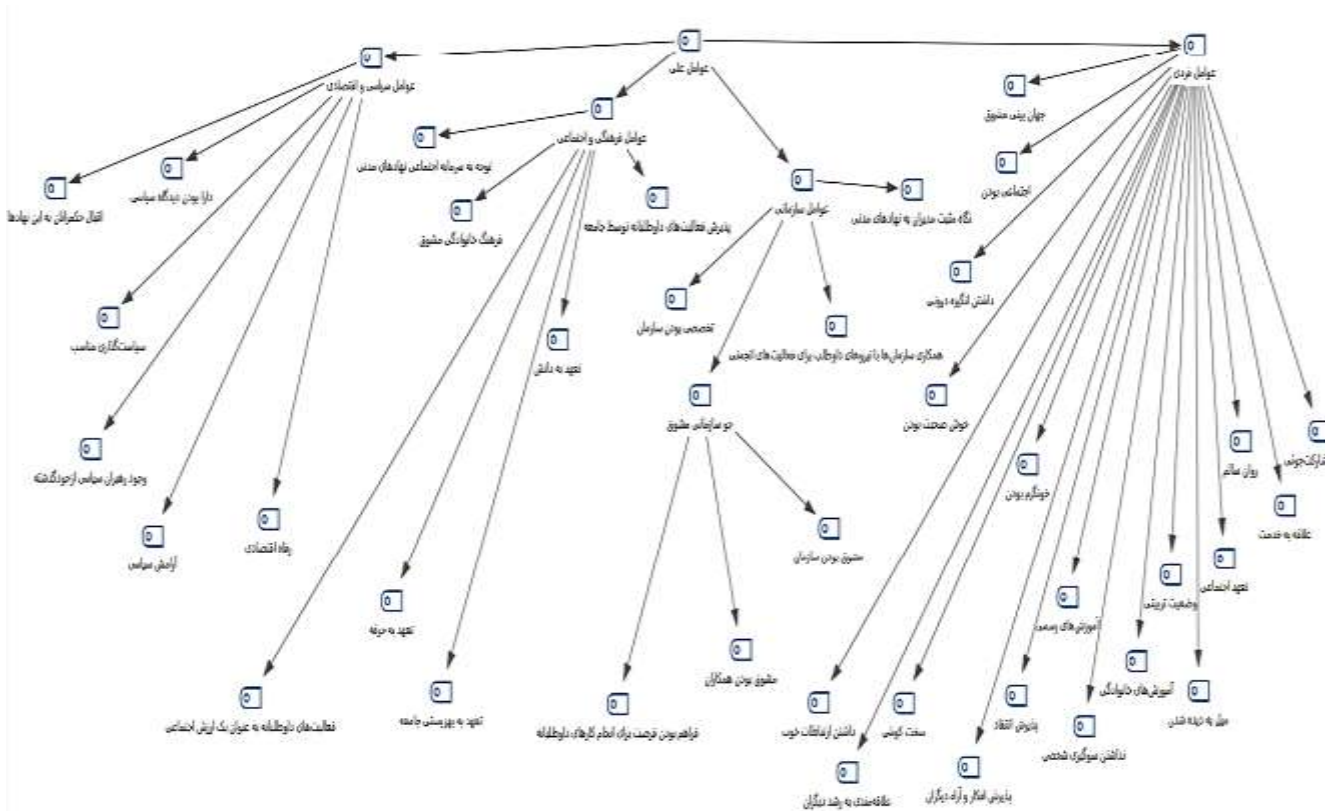 عوامل علی
عوامل فردی
عوامل سیاسی و اقتصادی
جهان بینی مشوق
عوامل فرهنگی و اجتماعی
توجه به سرمایه اجتماعی نهادهای مدنی
اجتماعی بودن
دارا بودن دیدگاه سیاسی
عوامل سازمانی
نگاه مثبت مدیران به نهادهای مدنی
اقبال حکمرانان به این نهادها
پذیرش فعالیت‌های داوطلبانه توسط جامعه
فرهنگ خانوادگی مشوق
داشتن انگیزه درونی
تخصصی بودن سازمان
سیاست‌گذاری مناسب
همکاری سازمان‌ها با نیروهای داوطلب برای فعالیت‌های انجمنی
تعهد به دانش
خوش صحبت بودن
جو سازمانی مشوق
مشارکت‌جوئی
روان سالم
وجود رهبران سیاسی ازخودگذشته
خونگرم بودن
علاقه به خدمت
رفاه اقتصادی
مشوق بودن سازمان
آرامش سیاسی
تعهد اجتماعی
وضعیت تربیتی
آموزش‌های رسمی
تعهد به حرفه
مشوق بودن همکاران
آموزش‌های خانوادگی
میل به دیده شدن
فعالیت‌های داوطلبانه به عنوان یک ارزش اجتماعی
تعهد به بهزیستی جامعه
فراهم بودن فرصت برای انجام کارهای داوطلبانه
داشتن ارتباطات خوب
سخت کوشی
پذیرش انتقاد
نداشتن سوگیری شخصی
علاقه‌مندی به رشد دیگران
پذیرش افکار و آراء دیگران